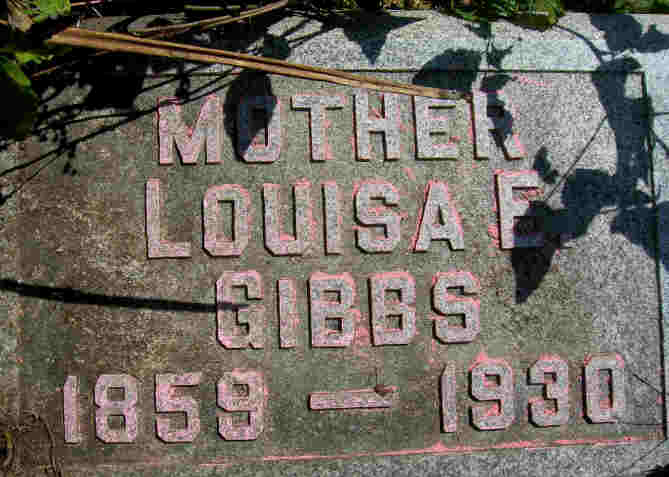 MOTHER
LOUISA E
GIBBS
1859 — 1930